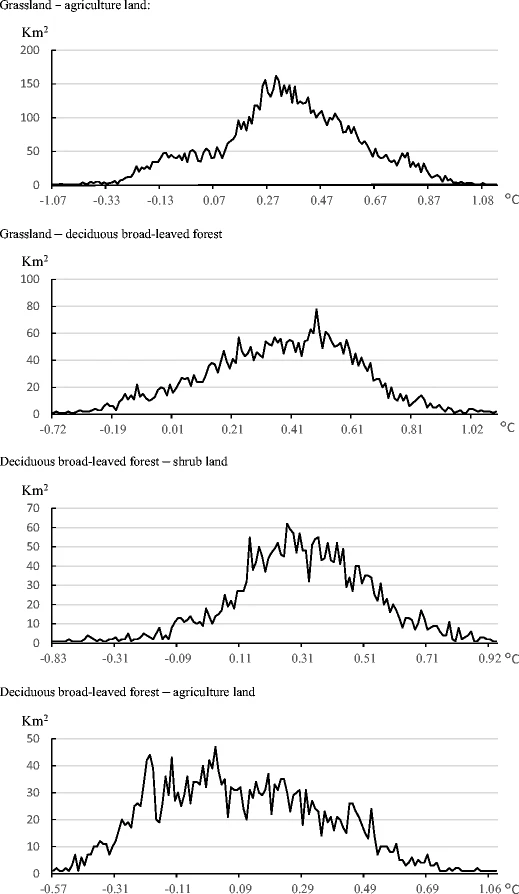 Grassland – agriculture land:
Km²
200
150
100
50
0
-1.07 -0.33 -0.13 0.07 0.27 0.47 0.67 0.87 1.08 °C
Grassland – deciduous broad-leaved forest
Km²
100
80
60
40
20
0
-0.72 -0.19 0.01 0.21 0.41 0.61 0.81 1.02 °C
Deciduous broad-leaved forest – shrub land
Km²
70
60
50
40
30
20
10
0
-0.83 -0.31 -0.09 0.11 0.31 0.51 0.71 0.92 °C
Deciduous broad-leaved forest – agriculture land
Km²
50
40
30
20
10
0
-0.57 -0.31 -0.11 0.09 0.29 0.49 0.69 1.06 °C